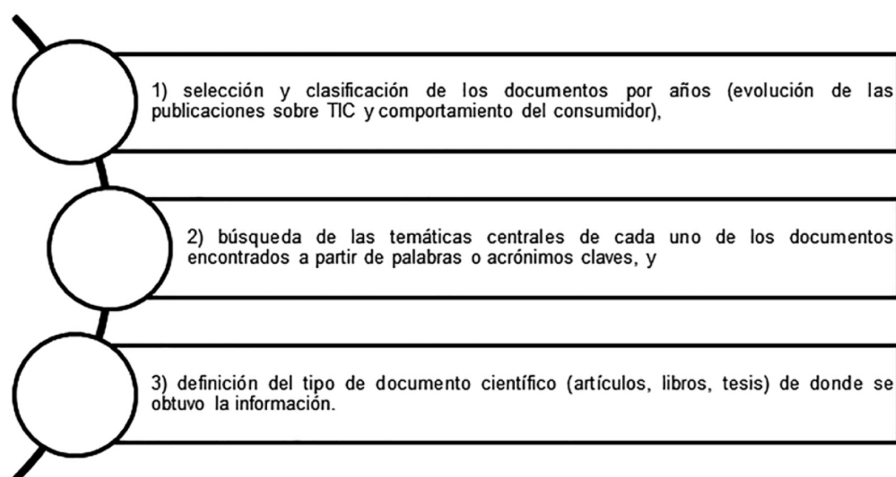 1) selección y clasificación de los documentos por años (evolución de las
publicaciones sobre TIC y comportamiento del consumidor),
2) búsqueda de las temáticas centrales de cada uno de los documentos
encontrados a partir de palabras o acrónimos claves, y
3) definición del tipo de documento científico (artículos, libros, tesis) de donde se
obtuvo la información.